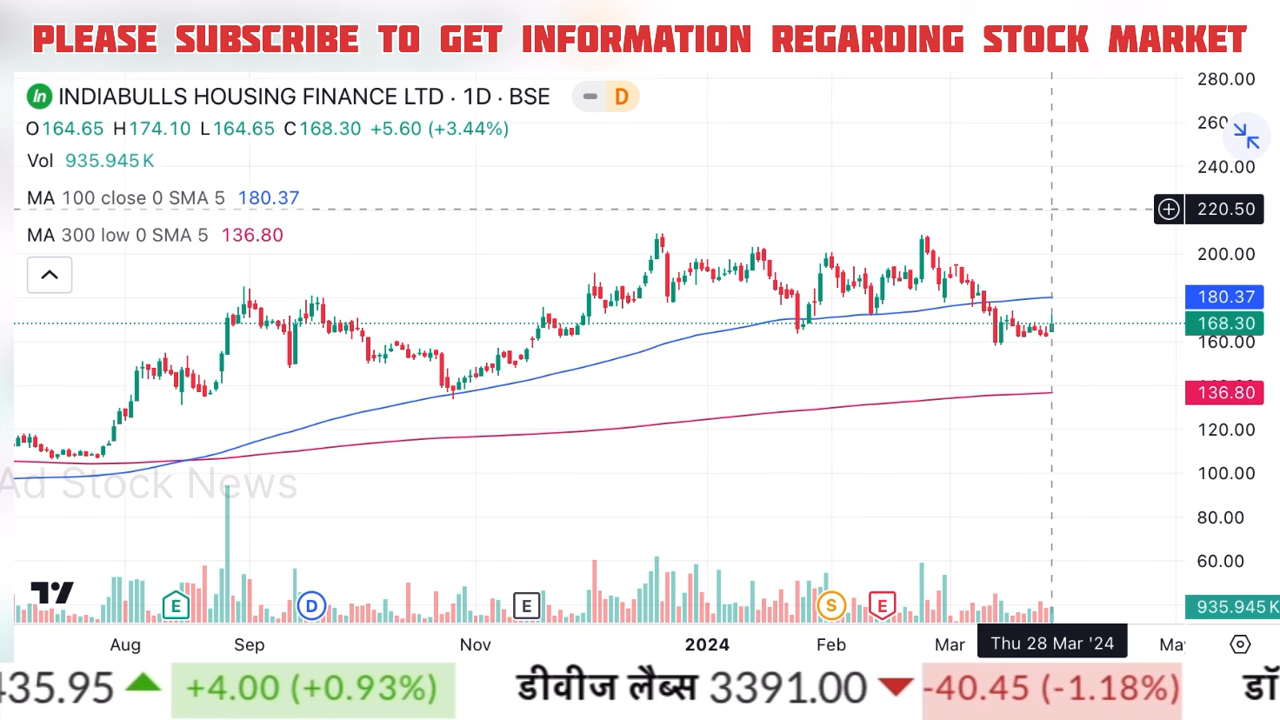 PLEASE SUBSCRIBE TO GET INFORMATION REGARDING STOCK MARKET
INDIABULLS HOUSING FINANCE LTD · 1D · BSE
D
O164.65 H174.10 L164.65 C168.30 +5.60 (+3.44%)
Vol 935.945K
MA 100 close 0 SMA 5 180.37
MA 300 low 0 SMA 5 136.80
280.00
240.00
220.50
200.00
180.37
168.30
160.00
136.80
120.00
100.00
80.00
60.00
935.945K
Ad Stock News
E D E S E
Aug Sep Nov 2024 Feb Mar Thu 28 Mar '24
435.95 +4.00 (+0.93%) डीवीज लैब्स 3391.00 -40.45 (-1.18%)